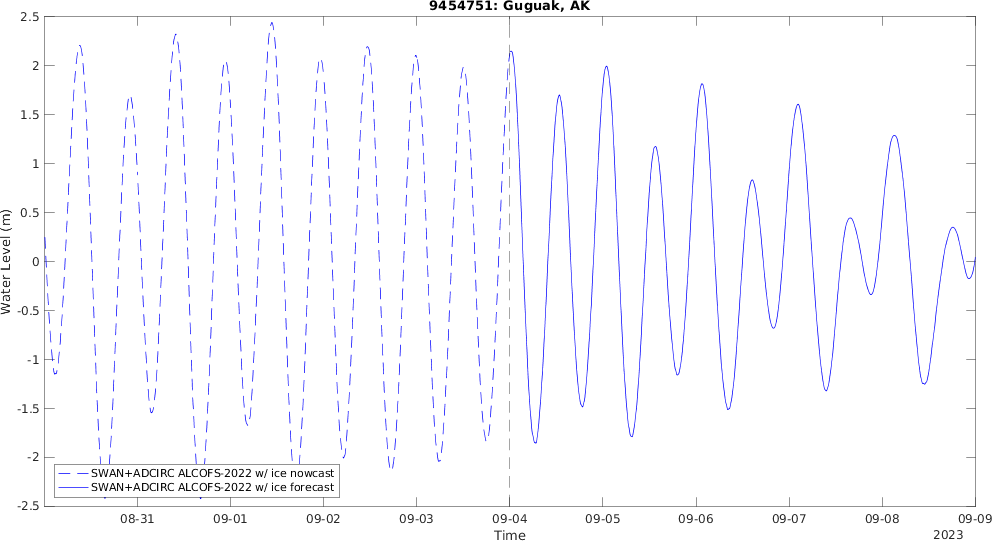 9454751: Guguak, AK
2.5
2
1.5
1
0.5
0
-0.5
-1
-1.5
-2
-2.5
Water Level (m)
SWAN+ADCIRC ALCOFS-2022 w/ ice nowcast
SWAN+ADCIRC ALCOFS-2022 w/ ice forecast
08-31 09-01 09-02 09-03 09-04 09-05 09-06 09-07 09-08 09-09
Time
2023